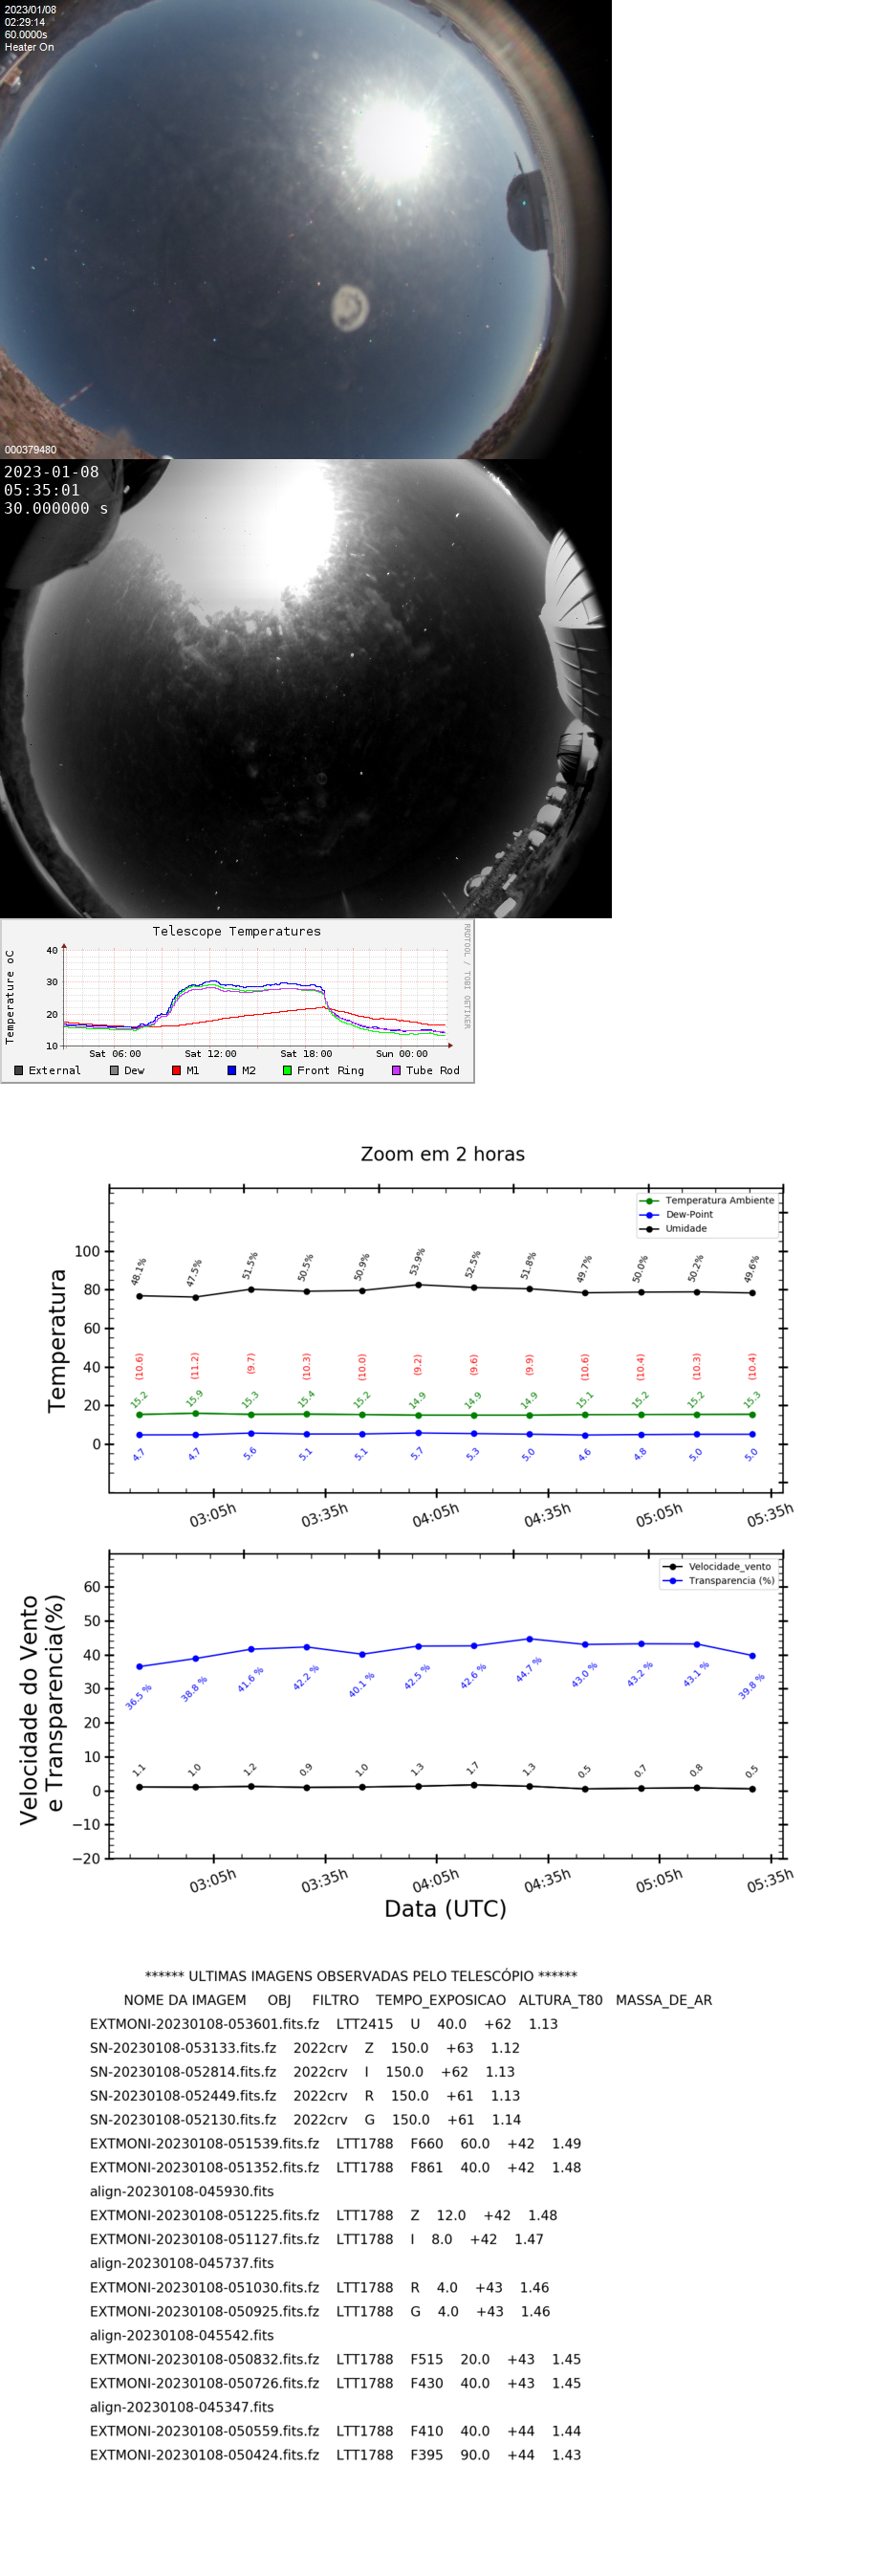 2023/01/08
02:29:14
60.0000s
Heater On
000379480
2023-01-08
05:35:01
30.000000 s
Telescope Temperatures
RRDTOOL / TOBI OETIKER
Temperature oC
40
30
20
10
Sat 06:00 Sat 12:00 Sat 18:00 Sun 00:00
External Dew M1 M2 Front Ring Tube Rod
Zoom em 2 horas
Temperatura Ambiente
Dew-Point
Umidade
Temperatura
100
80
60
40
20
0
48.1% 47.5% 51.5% 50.5% 50.9% 53.9% 52.5% 51.8% 49.7% 50.0% 50.2% 49.6%
(10.6) (11.2) (9.7) (10.3) (10.0) (9.2) (9.6) (9.9) (10.6) (10.4) (10.3) (10.4)
15.2 15.9 15.3 15.4 15.2 14.9 14.9 14.9 15.1 15.2 15.2 15.3
4.7 4.7 5.6 5.1 5.1 5.7 5.3 5.0 4.6 4.8 5.0 5.0
03:05h 03:35h 04:05h 04:35h 05:05h 05:35h
Velocidade_vento
Transparencia (%)
Velocidade do Vento
e Transparencia(%)
60
50
40
30
20
10
0
−10
−20
36.5 % 38.8 % 41.6 % 42.2 % 40.1 % 42.5 % 42.6 % 44.7 % 43.0 % 43.2 % 43.1 % 39.8 %
1.1 1.0 1.2 0.9 1.0 1.3 1.7 1.3 0.5 0.7 0.8 0.5
03:05h 03:35h 04:05h 04:35h 05:05h 05:35h
Data (UTC)
****** ULTIMAS IMAGENS OBSERVADAS PELO TELESCÓPIO ******
NOME DA IMAGEM OBJ FILTRO TEMPO_EXPOSICAO ALTURA_T80 MASSA_DE_AR
EXTMONI-20230108-053601.fits.fz LTT2415 U 40.0 +62 1.13
SN-20230108-053133.fits.fz 2022crv Z 150.0 +63 1.12
SN-20230108-052814.fits.fz 2022crv I 150.0 +62 1.13
SN-20230108-052449.fits.fz 2022crv R 150.0 +61 1.13
SN-20230108-052130.fits.fz 2022crv G 150.0 +61 1.14
EXTMONI-20230108-051539.fits.fz LTT1788 F660 60.0 +42 1.49
EXTMONI-20230108-051352.fits.fz LTT1788 F861 40.0 +42 1.48
align-20230108-045930.fits
EXTMONI-20230108-051225.fits.fz LTT1788 Z 12.0 +42 1.48
EXTMONI-20230108-051127.fits.fz LTT1788 I 8.0 +42 1.47
align-20230108-045737.fits
EXTMONI-20230108-051030.fits.fz LTT1788 R 4.0 +43 1.46
EXTMONI-20230108-050925.fits.fz LTT1788 G 4.0 +43 1.46
align-20230108-045542.fits
EXTMONI-20230108-050832.fits.fz LTT1788 F515 20.0 +43 1.45
EXTMONI-20230108-050726.fits.fz LTT1788 F430 40.0 +43 1.45
align-20230108-045347.fits
EXTMONI-20230108-050559.fits.fz LTT1788 F410 40.0 +44 1.44
EXTMONI-20230108-050424.fits.fz LTT1788 F395 90.0 +44 1.43